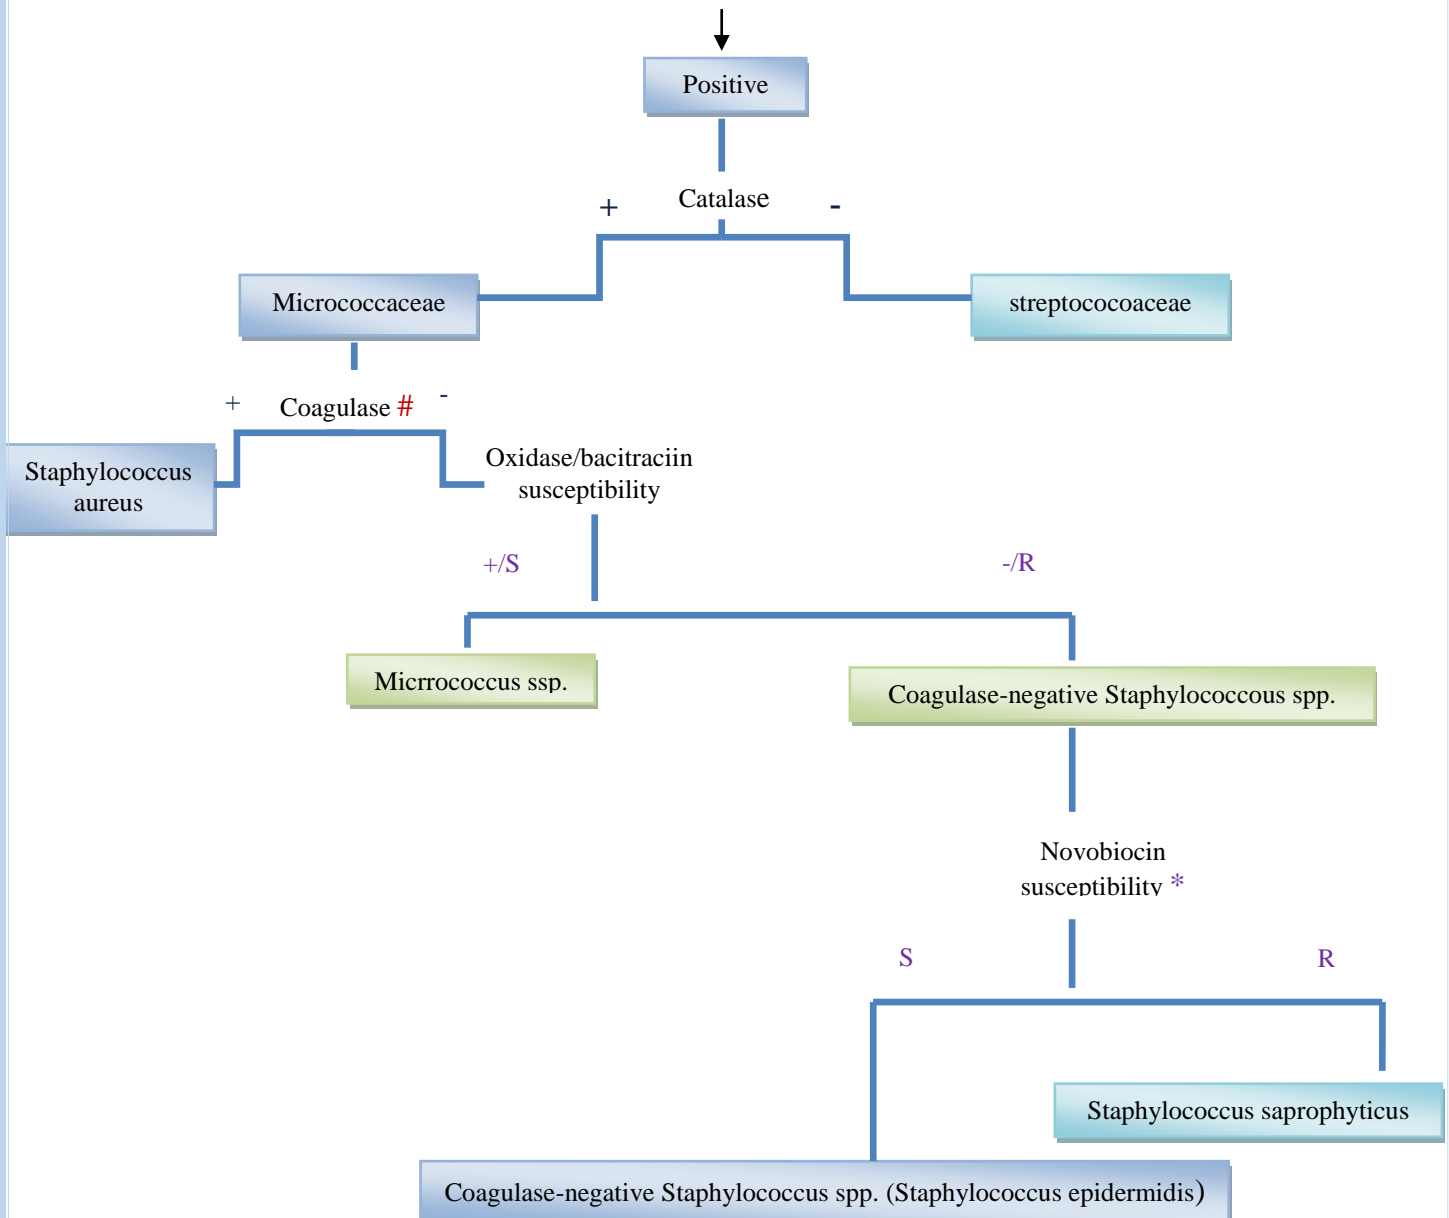 Positive
Catalase
+
-
Micrococcaceae
streptococoaceae
+
Coagulase #
-
Staphylococcus
aureus
Oxidase/bacitraciin
susceptibility
+/S
-/R
Micrrococcus ssp.
Coagulase-negative Staphylococcous spp.
Novobiocin
susceptibility *
S
R
Staphylococcus saprophyticus
Coagulase-negative Staphylococcus spp. (Staphylococcus epidermidis)